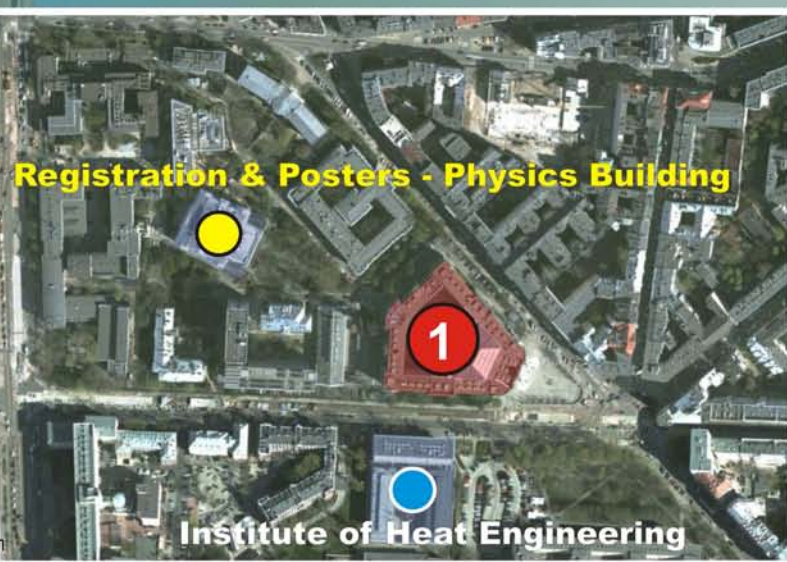 Registration & Posters - Physics Building
1
Institute of Heat Engineering